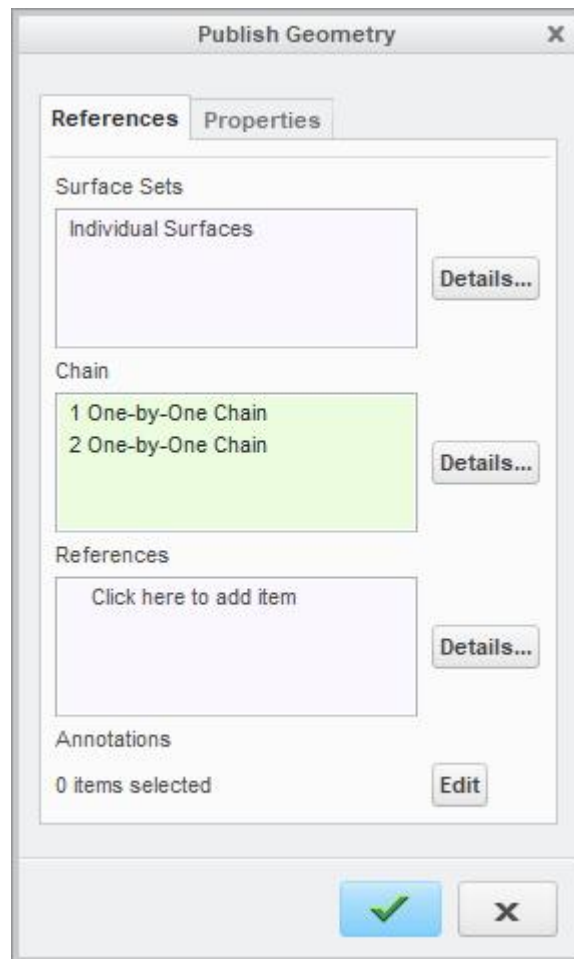 Publish Geometry
References Properties
Surface Sets
Individual Surfaces
Details...
Chain
1 One-by-One Chain
2 One-by-One Chain
Details...
References
Click here to add item
Details...
Annotations
0 items selected
Edit